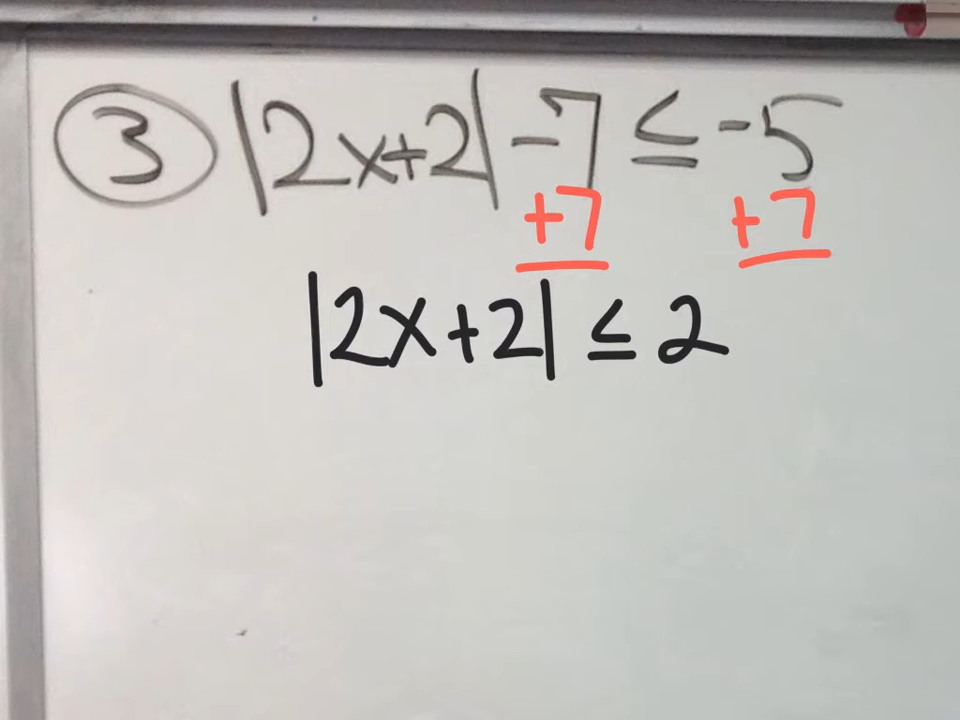 ③ |2x+2| -7 ≤ -5
+7 +7
|2x+2| ≤ 2